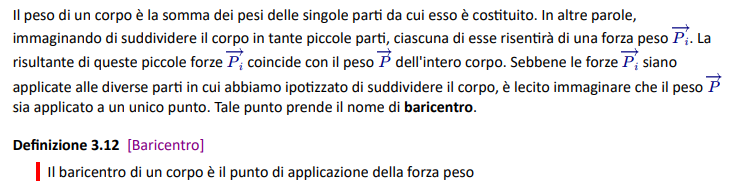 Il peso di un corpo è la somma dei pesi delle singole parti da cui esso è costituito. In altre parole,
immaginando di suddividere il corpo in tante piccole parti, ciascuna di esse risentirà di una forza peso $\overrightarrow{P_i}$. La
risultante di queste piccole forze $\overrightarrow{P_i}$ coincide con il peso $\overrightarrow{P}$ dell'intero corpo. Sebbene le forze $\overrightarrow{P_i}$ siano
applicate alle diverse parti in cui abbiamo ipotizzato di suddividere il corpo, è lecito immaginare che il peso $\overrightarrow{P}$
sia applicato a un unico punto. Tale punto prende il nome di baricentro.
Definizione 3.12 [Baricentro]
Il baricentro di un corpo è il punto di applicazione della forza peso